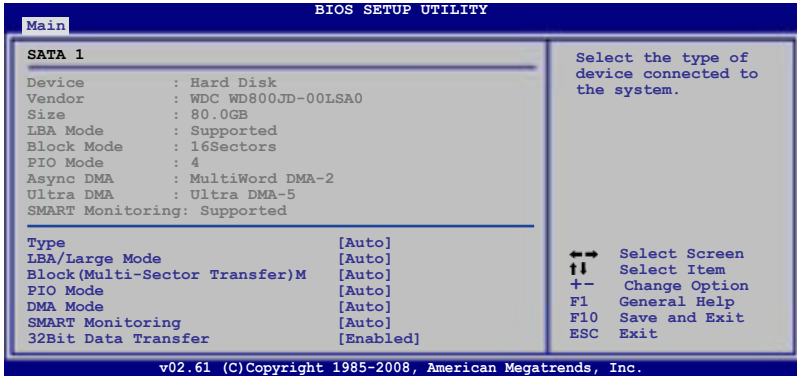 BIOS SETUP UTILITY
Main
SATA 1
Device : Hard Disk
Vendor : WDC WD800JD-00LSA0
Size : 80.0GB
LBA Mode : Supported
Block Mode : 16Sectors
PIO Mode : 4
Async DMA : MultiWord DMA-2
Ultra DMA : Ultra DMA-5
SMART Monitoring: Supported
Type [Auto]
LBA/Large Mode [Auto]
Block(Multi-Sector Transfer)M [Auto]
PIO Mode [Auto]
DMA Mode [Auto]
SMART Monitoring [Auto]
32Bit Data Transfer [Enabled]
Select the type of
device connected to
the system.
←→ Select Screen
↑↓ Select Item
+- Change Option
F1 General Help
F10 Save and Exit
ESC Exit
v02.61 (C)Copyright 1985-2008, American Megatrends, Inc.